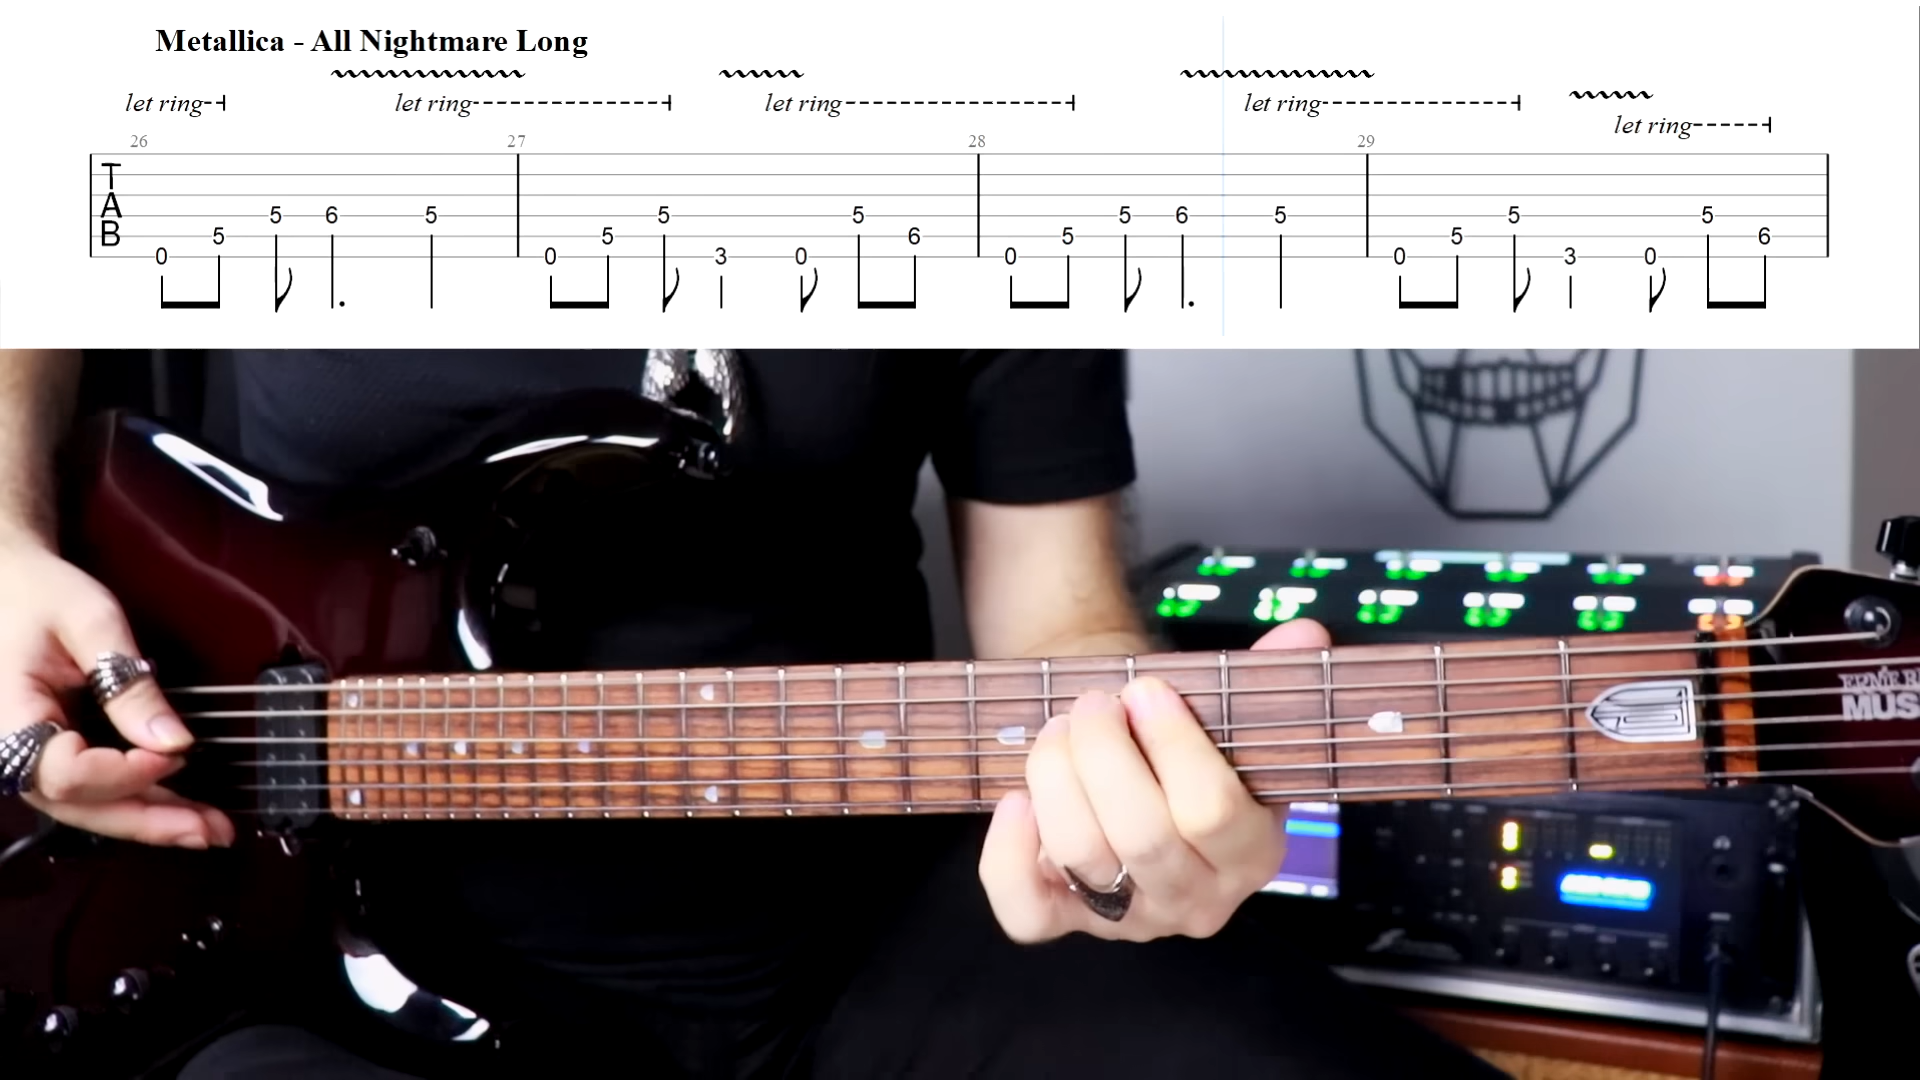 Metallica - All Nightmare Long
let ring let ring let ring let ring let ring
26 27 28 29
T
A 5 6 5 5 5 5 6 5 5 5
B 5 5 6 5 5 6
0 0 3 0 0 0 3 0
ERNIE
MUS